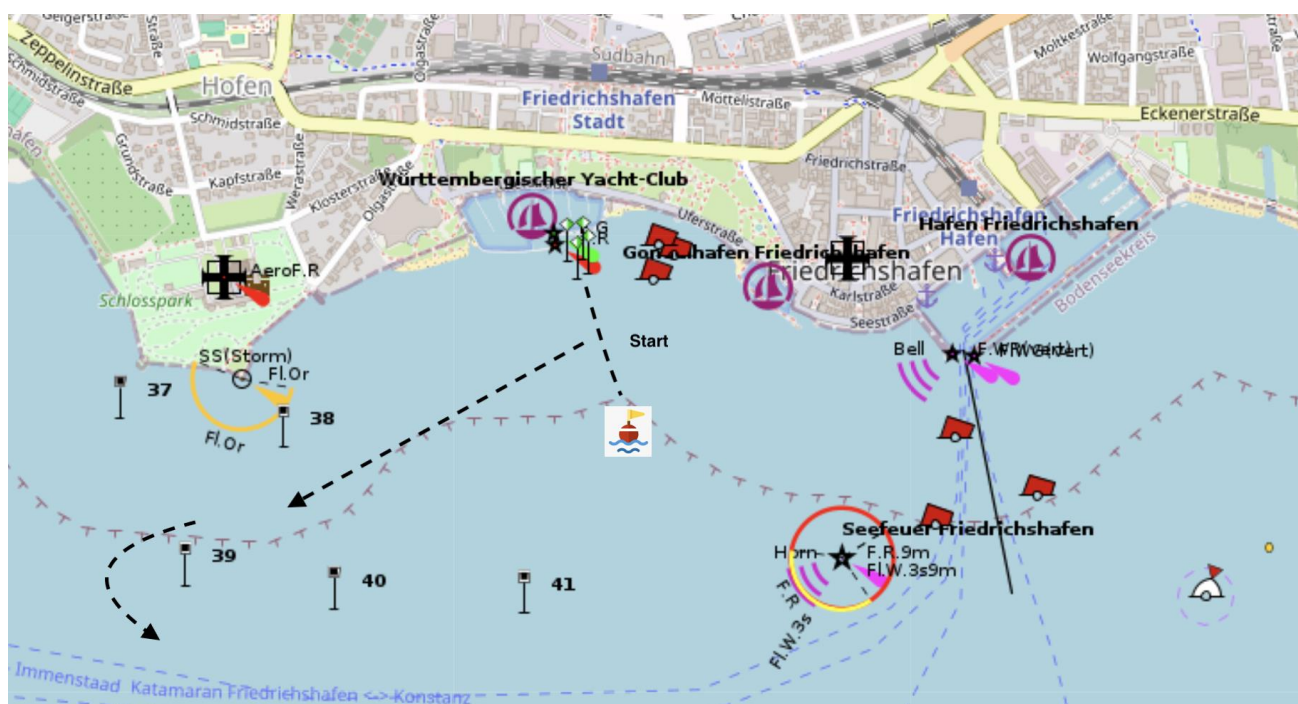 Geigerstraße
Zeppelinstraße
Schmidstraße
Hofen
Schmidstraße
Grundstraße
Kapfstraße
Werastraße
Klosterstraße
Olgastraße
Olgastraße
Südbahn
Friedrichshafen
Stadt
Möttelistraße
Moltkestraße
Wolfgangstraße
Eckenerstraße
Friedrichstraße
Württembergischer Yacht-Club
Uferstraße
Friedrichshafen
Hafen
Hafen Friedrichshafen
Friedrichshafen
Karlstraße
Seestraße
Bodenseekreis
AeroF.R
Schlosspark
SS(Storm)
Fl.Or
Fl.Or
37
38
Start
Bell
39
40
41
Seefeuer Friedrichshafen
Horn
F.R.9m
Fl.W.3s9m
F.R
Fl.W.3s
Immenstaad Katamaran Friedrichshafen <-> Konstanz